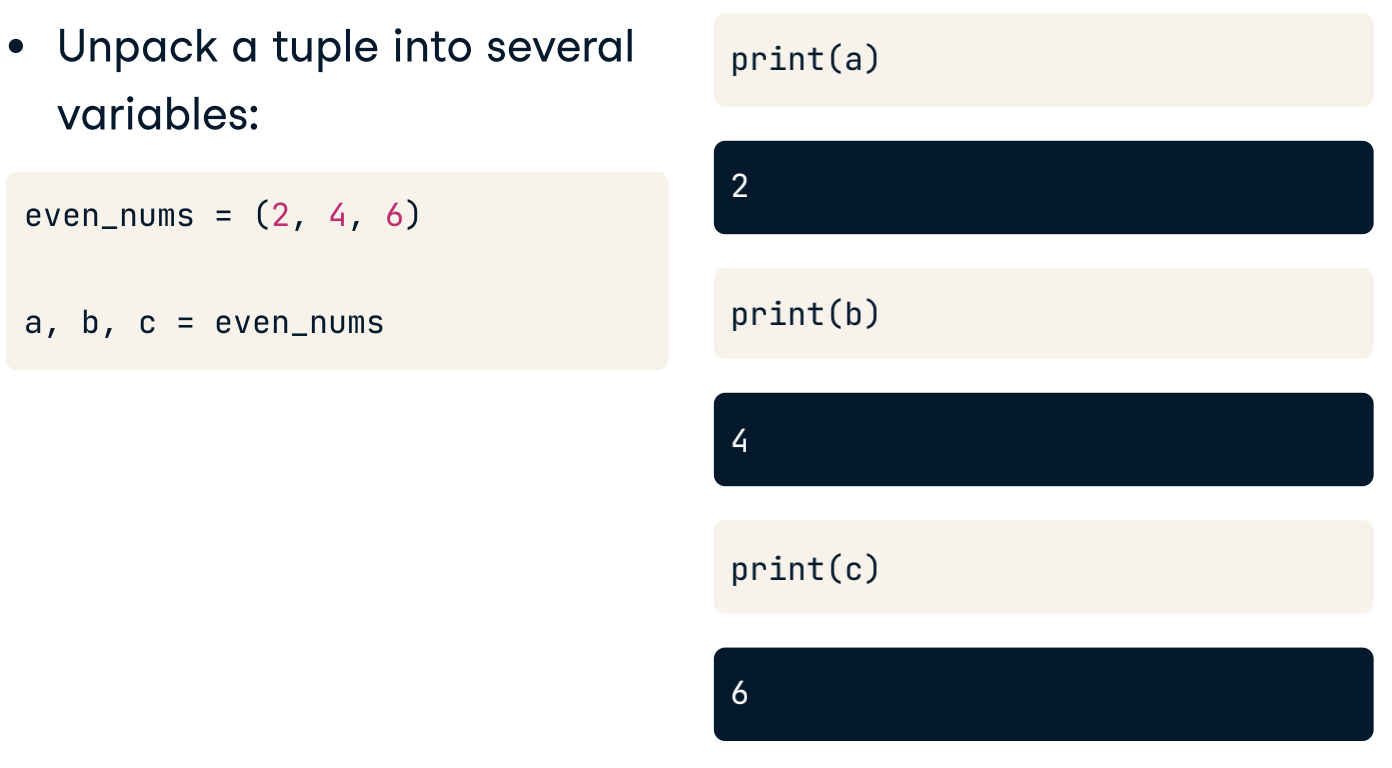 • Unpack a tuple into several
variables:
even_nums = (2, 4, 6)
a, b, c = even_nums
print(a)
2
print(b)
4
print(c)
6